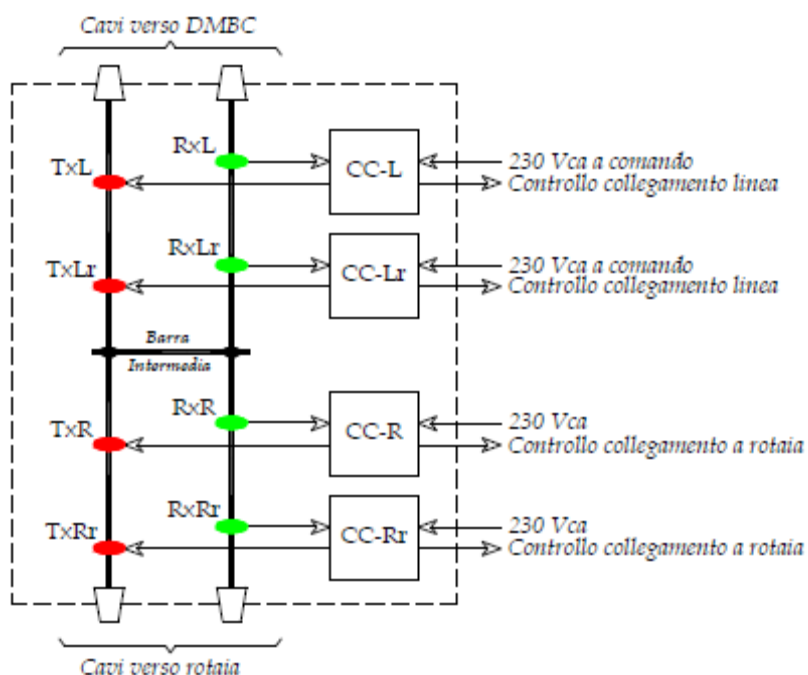 Cavi verso DMBC
RxL
TxL
CC-L
230 Vca a comando
Controllo collegamento linea
RxLr
TxLr
CC-Lr
230 Vca a comando
Controllo collegamento linea
Barra
Intermedia
RxR
TxR
CC-R
230 Vca
Controllo collegamento a rotaia
RxRr
TxRr
CC-Rr
230 Vca
Controllo collegamento a rotaia
Cavi verso rotaia